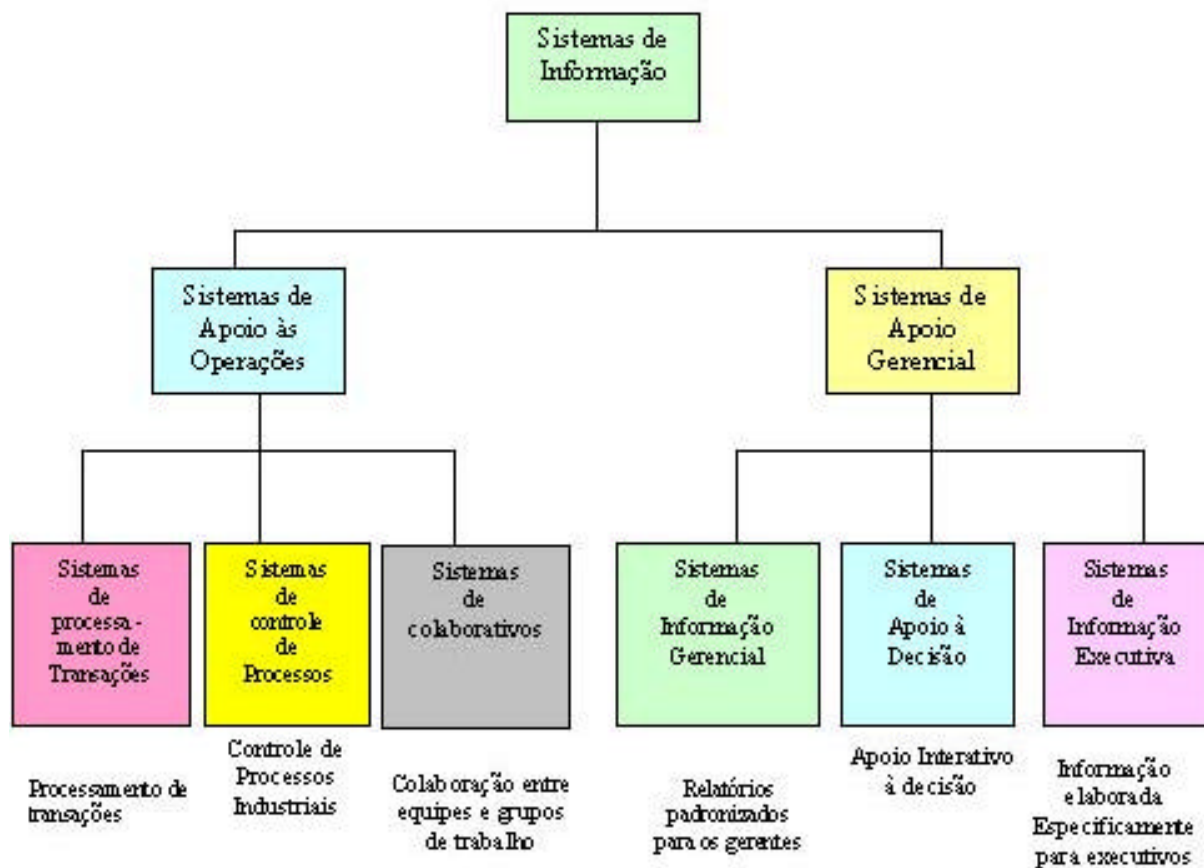 Sistemas de
Informação
Sistemas de
Apoio às
Operações
Sistemas de
Apoio
Gerencial
Sistemas
de
processa -
mento de
Transações
Sistemas
de
controle
de
Processos
Sistemas
de
colaborativos
Sistemas
de
Informação
Gerencial
Sistemas
de
Apoio à
Decisão
Sistemas
de
Informação
Executiva
Processamento de
transações
Controle de
Processos
Industriais
Colaboração entre
equipes e grupos
de trabalho
Relatórios
padronizados
para os gerentes
Apoio Interativo
à decisão
Informação
elaborada
Especificamente
para executivos